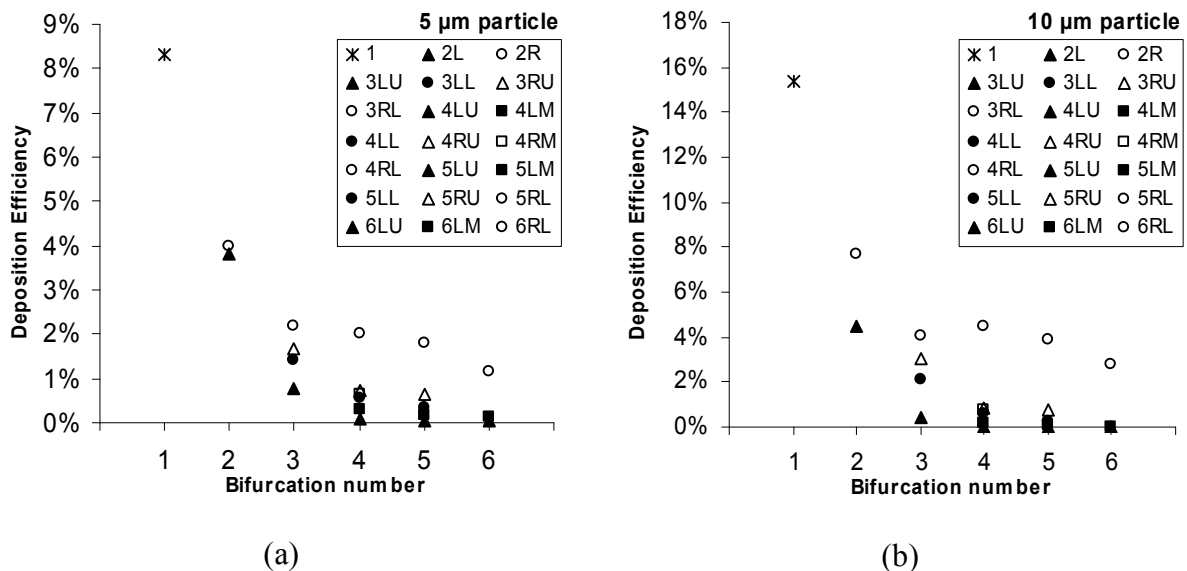 5 µm particle
1 2L 2R
3LU 3LL 3RU
3RL 4LU 4LM
4LL 4RU 4RM
4RL 5LU 5LM
5LL 5RU 5RL
6LU 6LM 6RL
9%
8%
7%
6%
5%
4%
3%
2%
1%
0%
Deposition Efficiency
1 2 3 4 5 6
Bifurcation number
(a)
10 µm particle
1 2L 2R
3LU 3LL 3RU
3RL 4LU 4LM
4LL 4RU 4RM
4RL 5LU 5LM
5LL 5RU 5RL
6LU 6LM 6RL
18%
16%
14%
12%
10%
8%
6%
4%
2%
0%
Deposition Efficiency
1 2 3 4 5 6
Bifurcation number
(b)